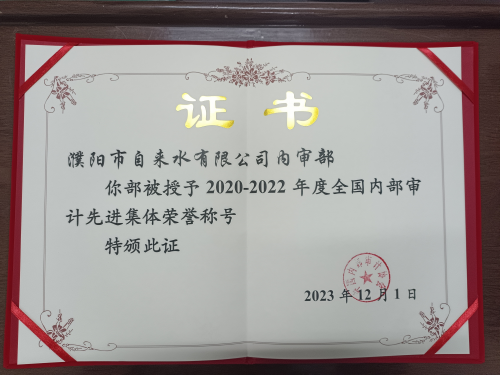 证书
濮阳市自来水有限公司内审部
你部被授予2020-2022年度全国内部审
计先进集体荣誉称号
特颁此证
2023年12月1日